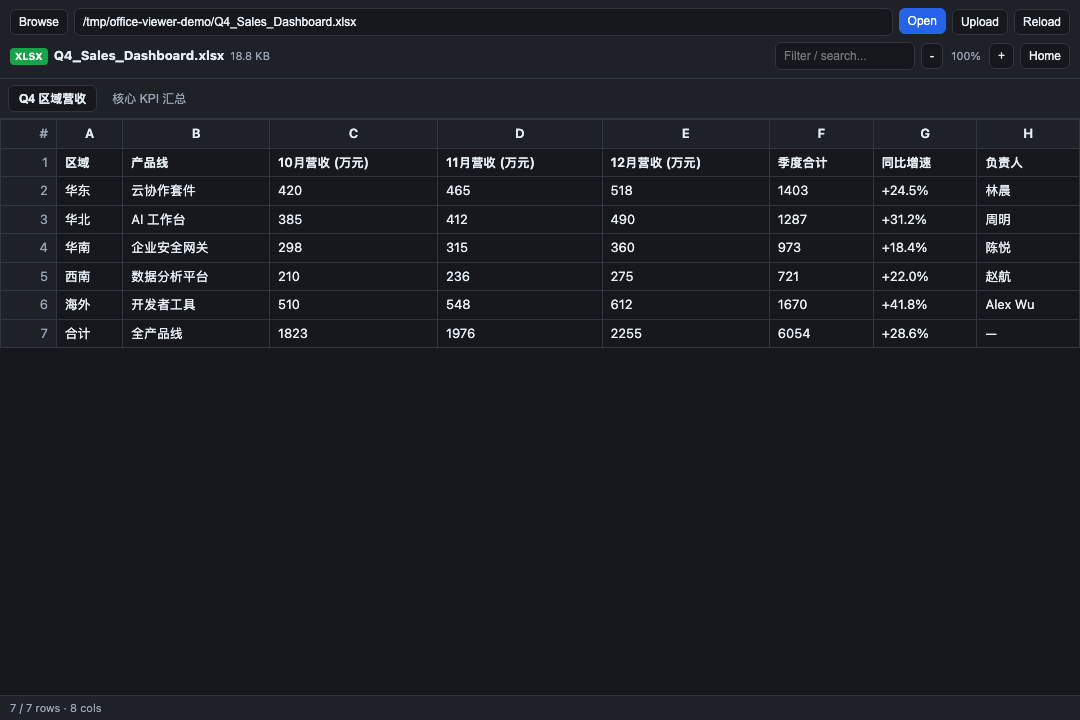 Browse /tmp/office-viewer-demo/Q4_Sales_Dashboard.xlsx Open Upload Reload
XLSX Q4_Sales_Dashboard.xlsx 18.8 KB Filter / search... - 100% + Home
Q4 区域营收 核心 KPI 汇总
# A B C D E F G H
1 区域 产品线 10月营收 (万元) 11月营收 (万元) 12月营收 (万元) 季度合计 同比增速 负责人
2 华东 云协作套件 420 465 518 1403 +24.5% 林晨
3 华北 AI 工作台 385 412 490 1287 +31.2% 周明
4 华南 企业安全网关 298 315 360 973 +18.4% 陈悦
5 西南 数据分析平台 210 236 275 721 +22.0% 赵航
6 海外 开发者工具 510 548 612 1670 +41.8% Alex Wu
7 合计 全产品线 1823 1976 2255 6054 +28.6% —
7 / 7 rows · 8 cols